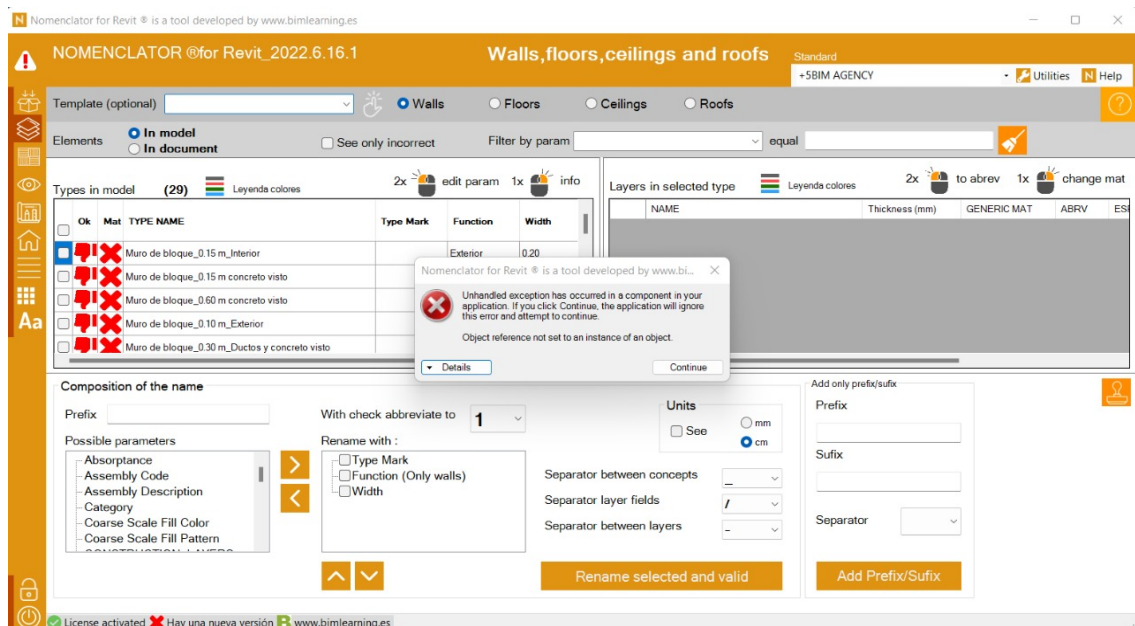 Nomenclator for Revit ® is a tool developed by www.bimlearning.es
NOMENCLATOR ®for Revit_2022.6.16.1
Walls,floors,ceilings and roofs
Standard
+5BIM AGENCY
Utilities
N Help
Template (optional)
Walls
Floors
Ceilings
Roofs
Elements
In model
In document
See only incorrect
Filter by param
equal
Types in model (29)
Leyenda colores
2x edit param 1x info
Layers in selected type
Leyenda colores
2x to abrev 1x change mat
Ok Mat TYPE NAME Type Mark Function Width
NAME Thickness (mm) GENERIC MAT ABRV
Muro de bloque_0.15 m_Interior Exterior 0.20
Muro de bloque_0.15 m concreto visto
Muro de bloque_0.60 m concreto visto
Muro de bloque_0.10 m_Exterior
Muro de bloque_0.30 m_Ductos y concreto visto
Aa
Nomenclator for Revit ® is a tool developed by www.bi...
Unhandled exception has occurred in a component in your
application. If you click Continue, the application will ignore
this error and attempt to continue.
Object reference not set to an instance of an object.
Details
Continue
Composition of the name
Prefix
With check abbreviate to 1
Possible parameters
Absorptance
Assembly Code
Assembly Description
Category
Coarse Scale Fill Color
Coarse Scale Fill Pattern
Rename with :
Type Mark
Function (Only walls)
Width
Units
See
mm
cm
Separator between concepts _
Separator layer fields /
Separator between layers -
Rename selected and valid
Add only prefix/sufix
Prefix
Sufix
Separator
Add Prefix/Sufix
License activated Hay una nueva versión B www.bimlearning.es